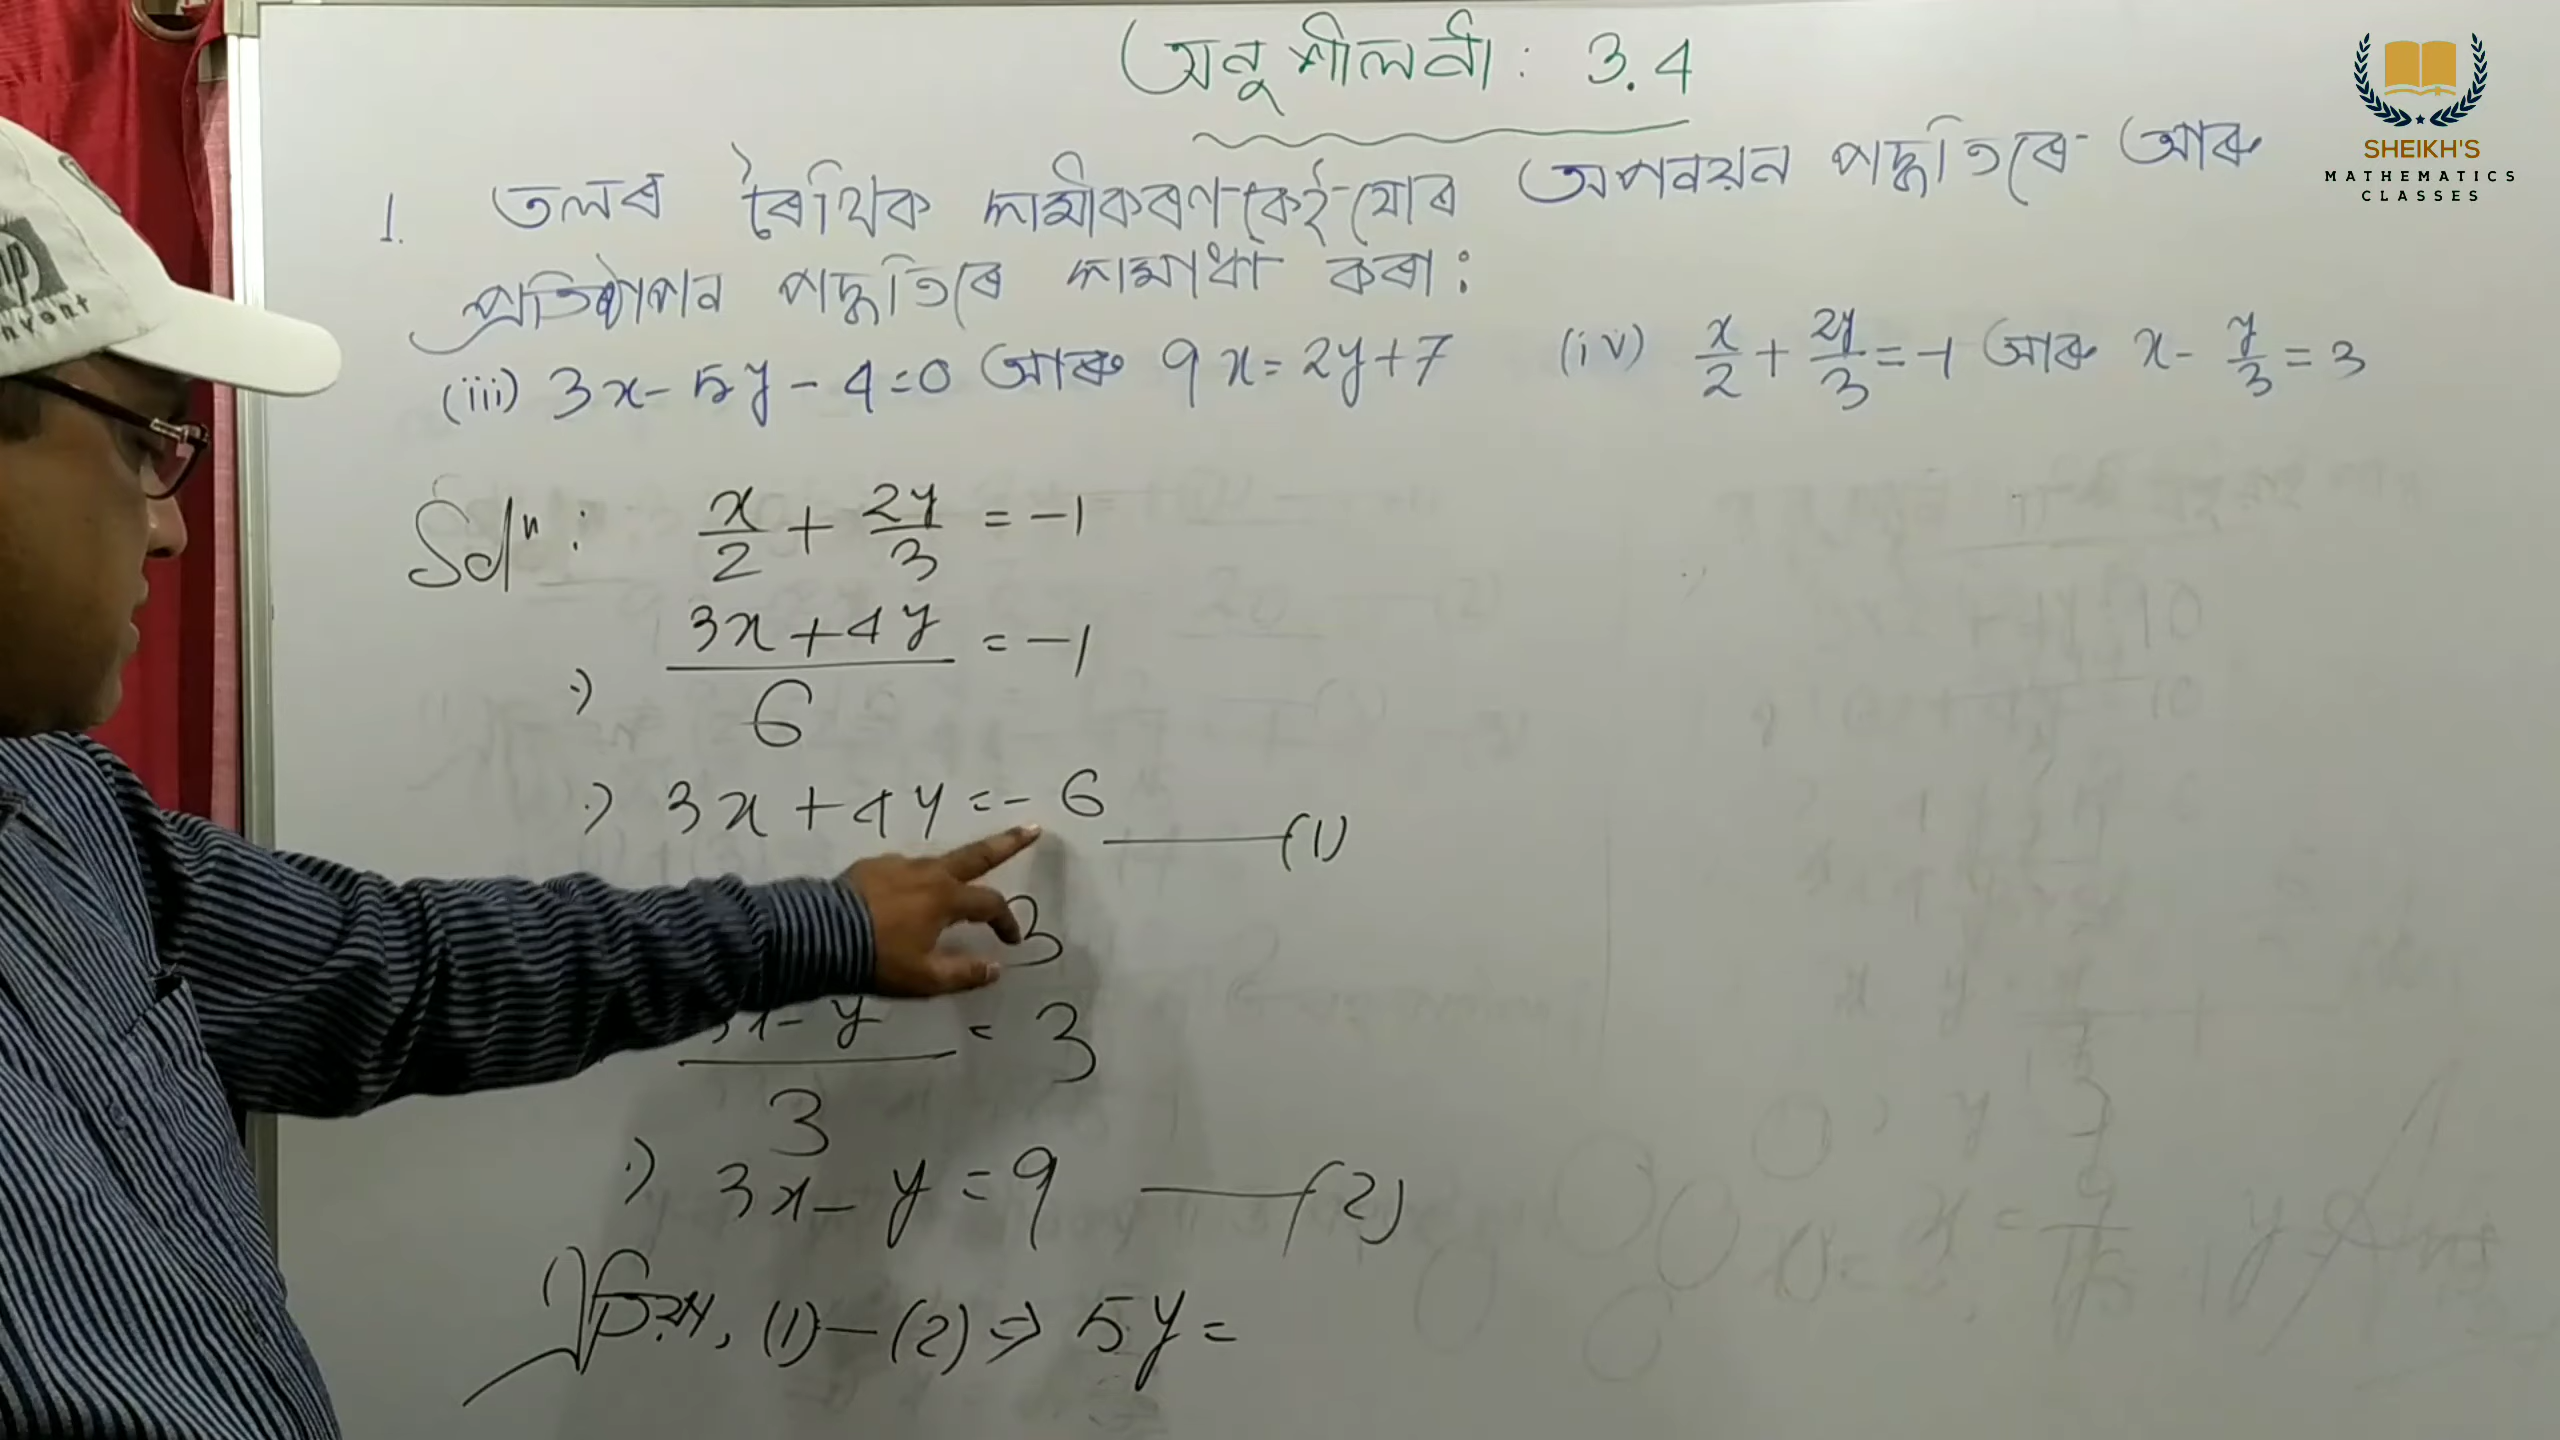 অনুশীলনী: 3.4
SHEIKH'S
MATHEMATICS
CLASSES
1. তলৰ ৰৈখিক সমীকৰণকেইযোৰ অপনয়ন পদ্ধতিৰে আৰু
প্ৰতিষ্ঠাপন পদ্ধতিৰে সমাধা কৰা:
(iii) 3x - 5y - 4 = 0 আৰু 9x = 2y + 7 (iv) x/2 + 2y/3 = -1 আৰু x - y/3 = 3
Solⁿ: x/2 + 2y/3 = -1
⇒ (3x + 4y)/6 = -1
⇒ 3x + 4y = -6 ——(1)
3
(3x - y)/3 = 3
⇒ 3x - y = 9 ——(2)
(1) - (2) ⇒ 5y =